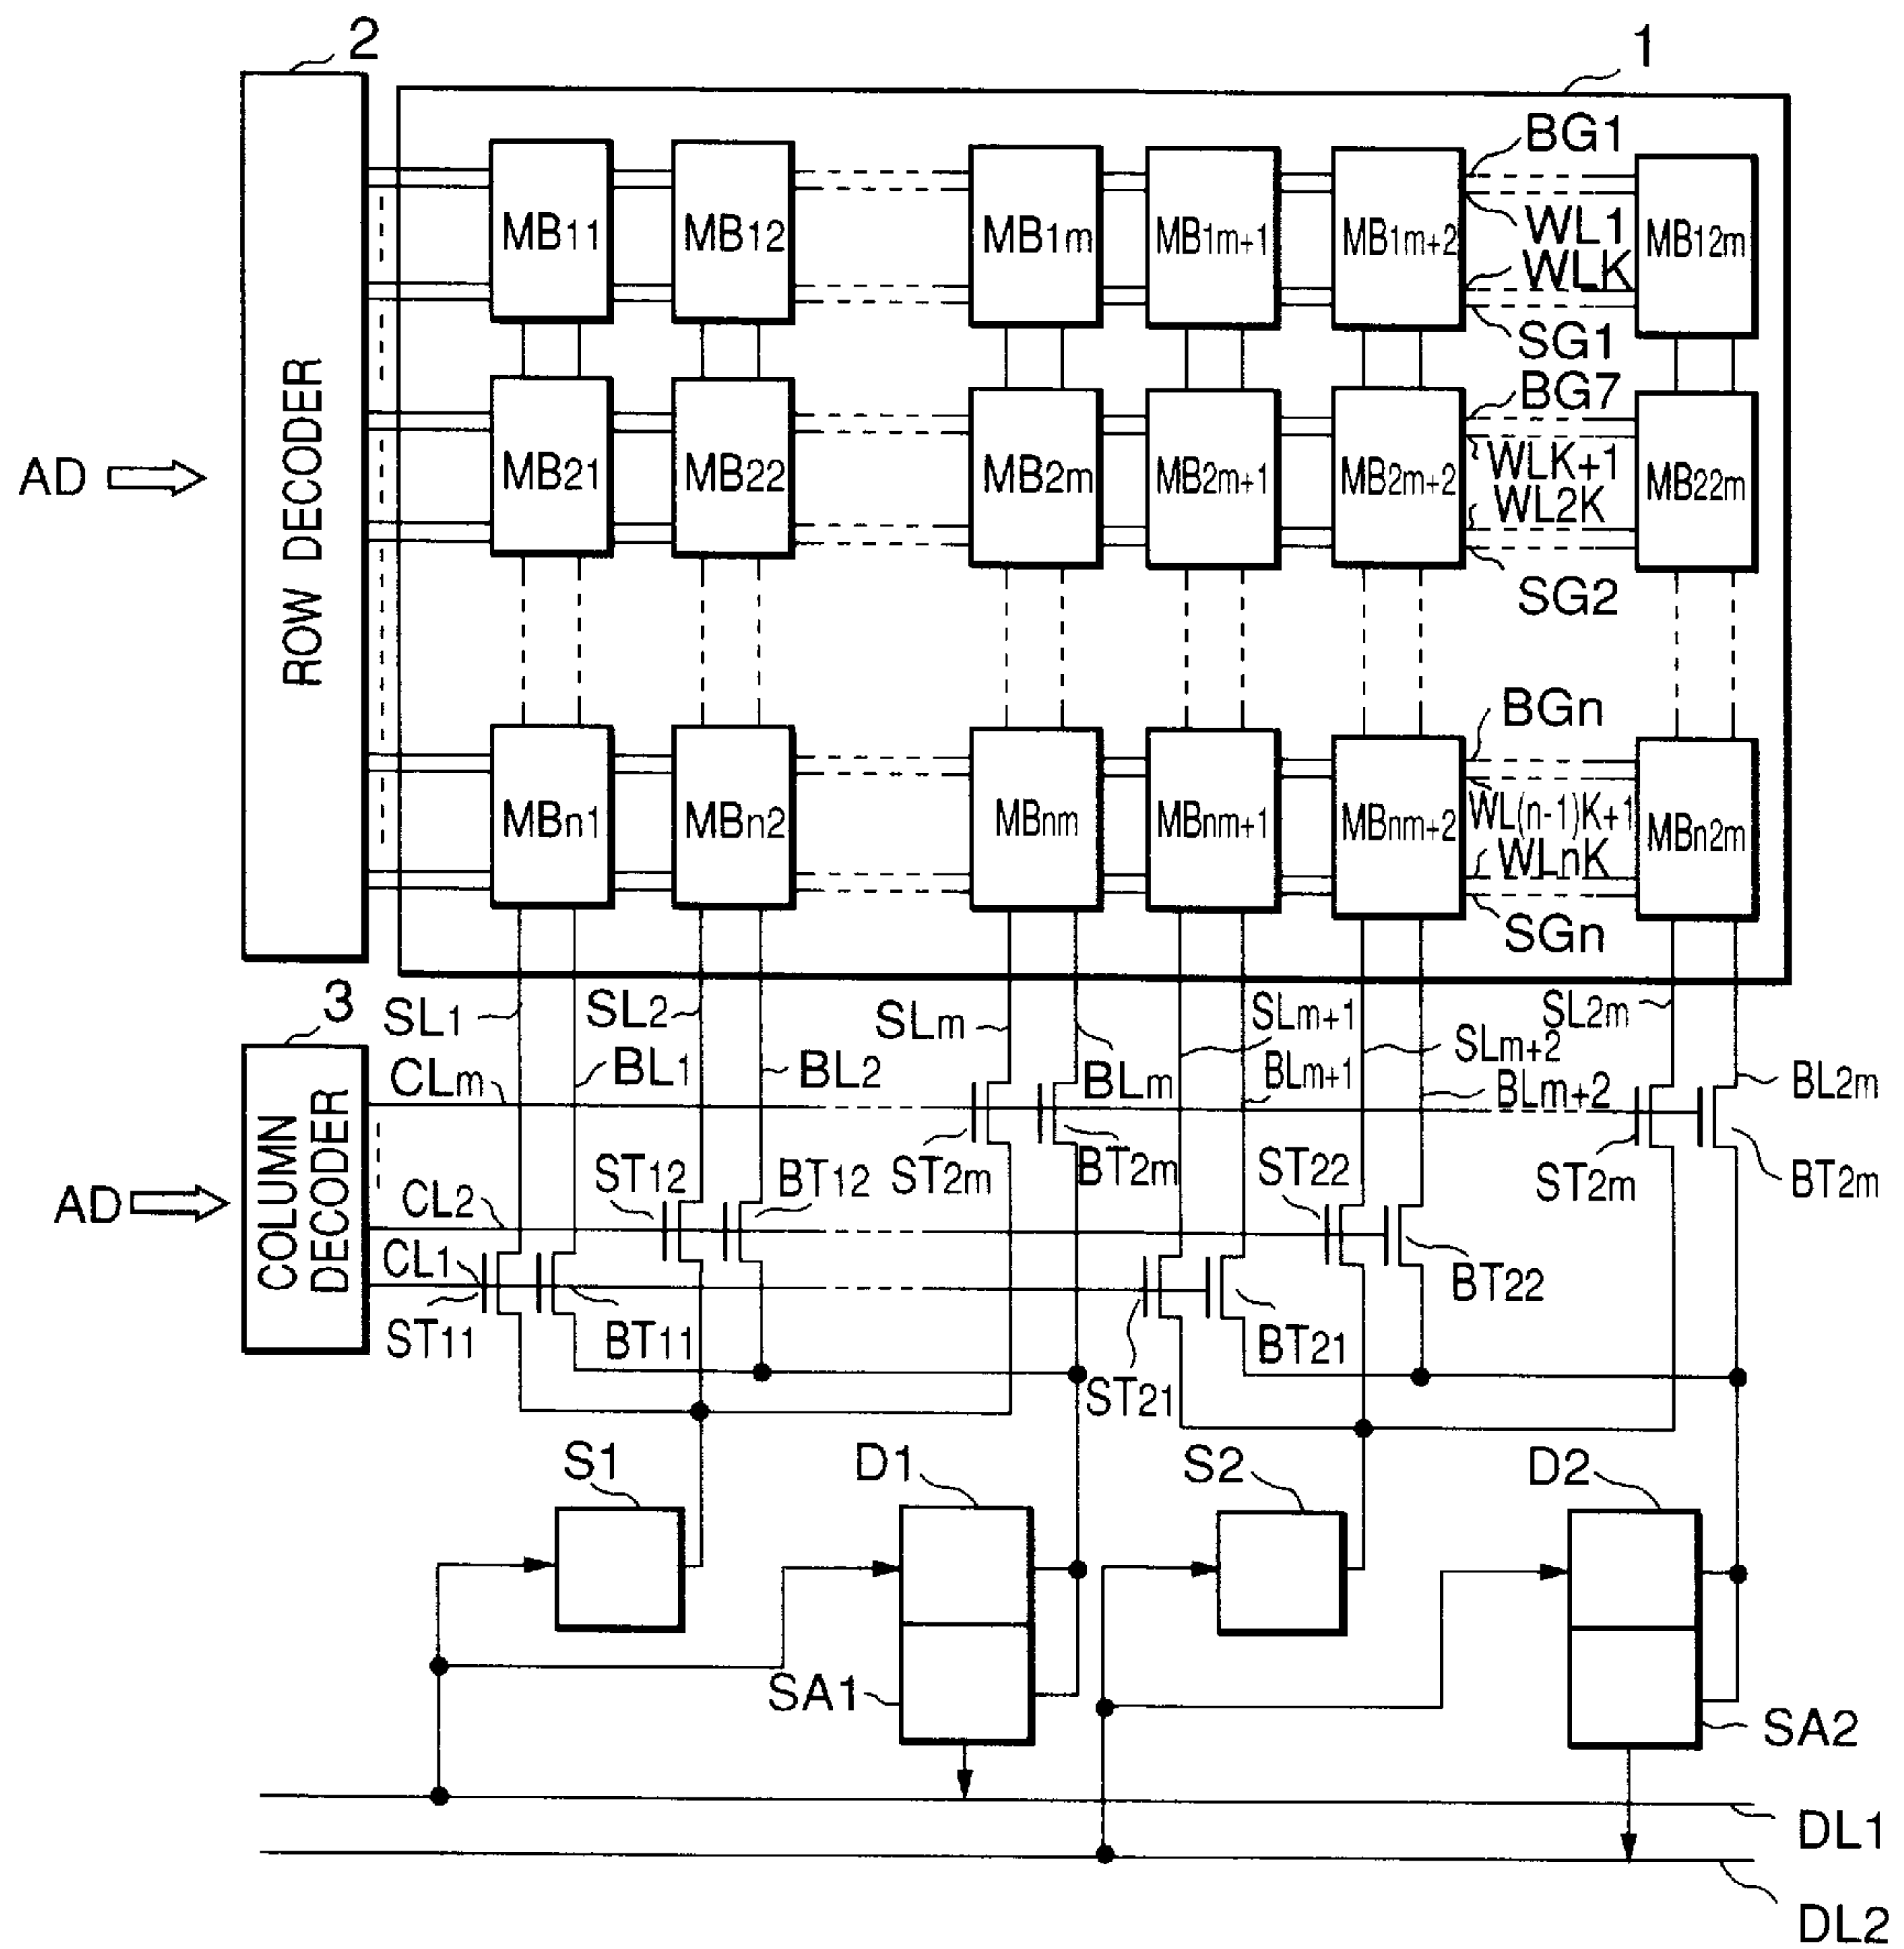 2
1
BG1
MB11
MB12
MB1m
MB1m+1
MB1m+2
WL1
MB12m
WLK
SG1
ROW DECODER
BG7
AD
MB21
MB22
MB2m
MB2m+1
MB2m+2
WLK+1
MB22m
WL2K
SG2
BGn
MBn1
MBn2
MBnm
MBnm+1
MBnm+2
WL(n-1)K+1
MBn2m
WLnK
SGn
3
SL1
SL2
SLm
SLm+1
SL2m
SLm+2
COLUMN
DECODER
CLm
BL1
BL2
BLm
BLm+1
BLm+2
BL2m
ST12
BT12
ST2m
BT2m
ST22
ST2m
BT2m
AD
CL2
CL1
BT22
ST11
BT11
BT21
ST21
S1
D1
S2
D2
SA1
SA2
DL1
DL2